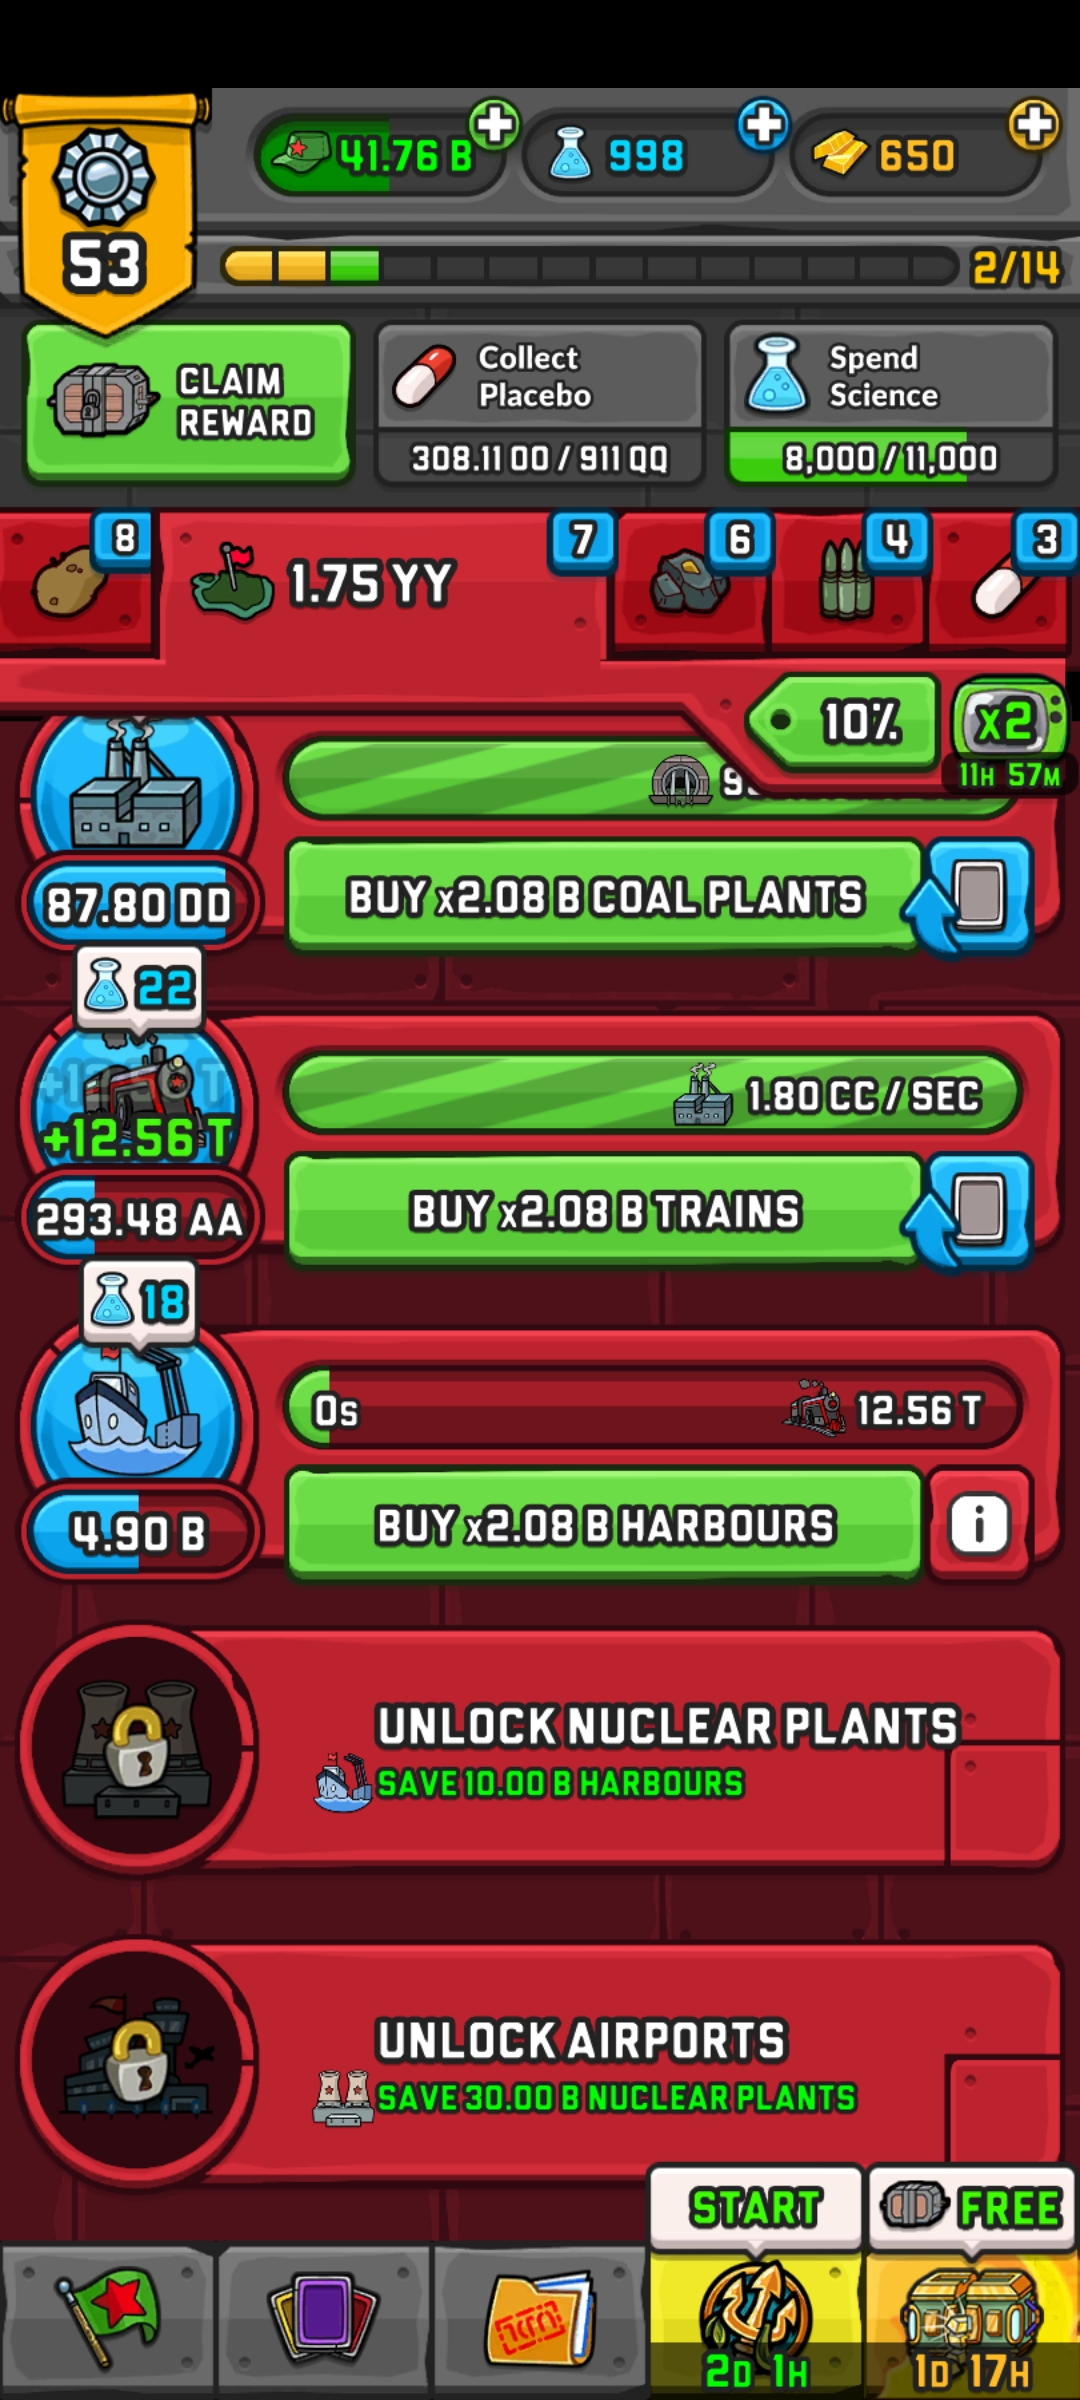 53
41.76 B
998
650
2/14
CLAIM
REWARD
Collect
Placebo
308.11 OO / 911 QQ
Spend
Science
8,000 / 11,000
8
1.75 YY
7
6
4
3
10%
x2
11H 57M
87.80 DD
BUY x2.08 B COAL PLANTS
22
+12.56 T
1.80 CC / SEC
293.48 AA
BUY x2.08 B TRAINS
18
0s
12.56 T
4.90 B
BUY x2.08 B HARBOURS
i
UNLOCK NUCLEAR PLANTS
SAVE 10.00 B HARBOURS
UNLOCK AIRPORTS
SAVE 30.00 B NUCLEAR PLANTS
START
FREE
2D 1H
1D 17H